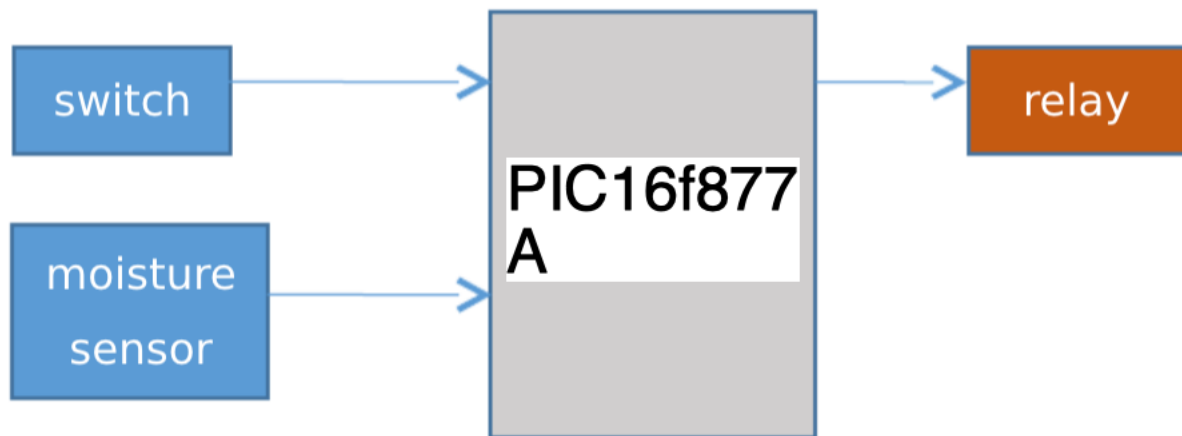 switch
relay
PIC16f877
A
moisture
sensor